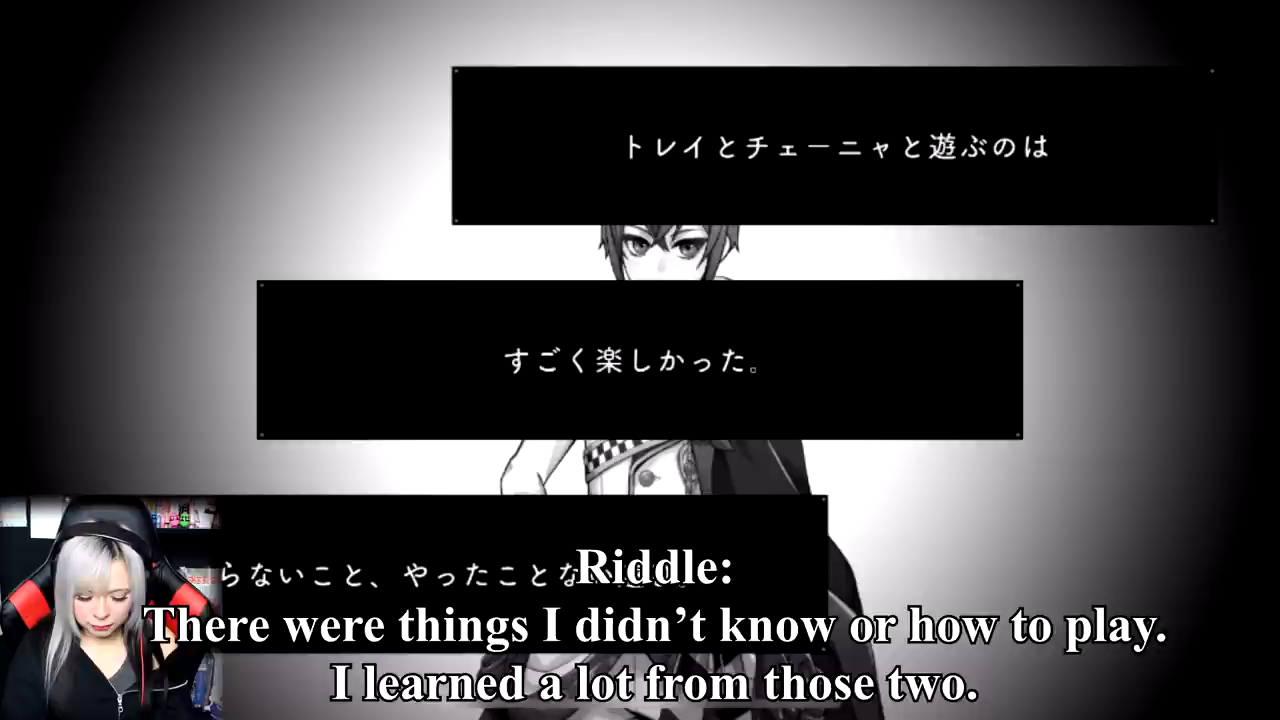 トレイとチェーニャと遊ぶのは
すごく楽しかった。
らないこと、やったことな
Riddle:
There were things I didn’t know or how to play.
I learned a lot from those two.